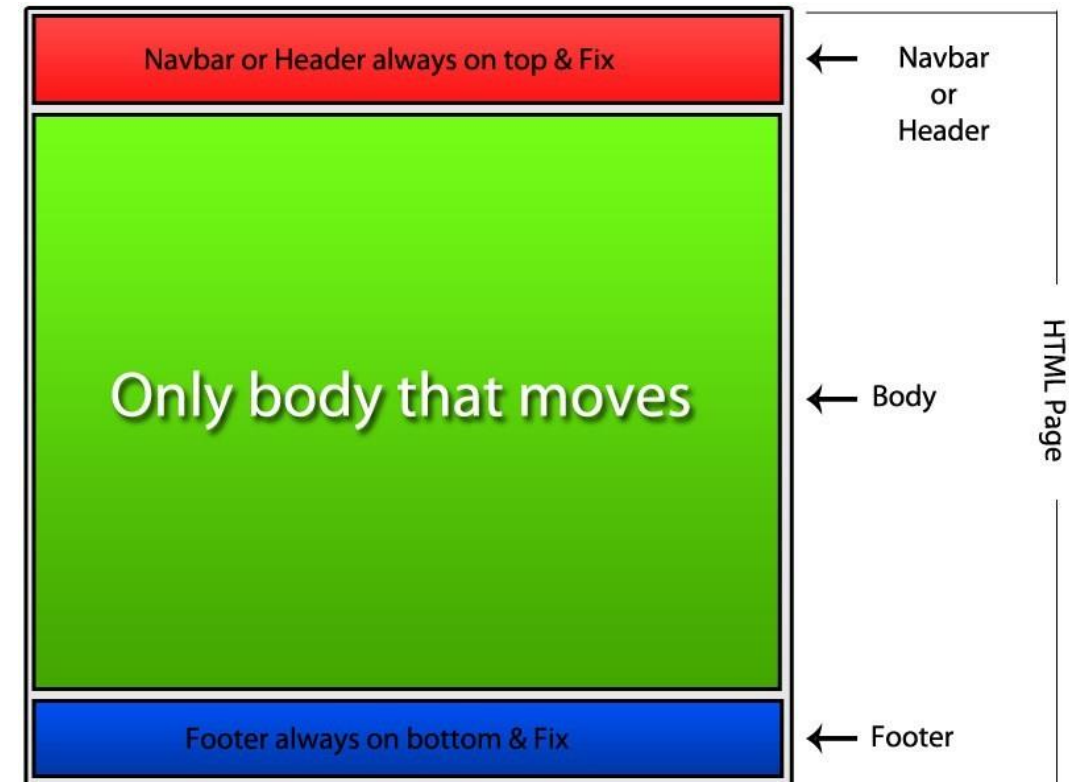 Navbar or Header always on top & Fix
Navbar
or
Header
Only body that moves
Body
HTML Page
Footer always on bottom & Fix
Footer